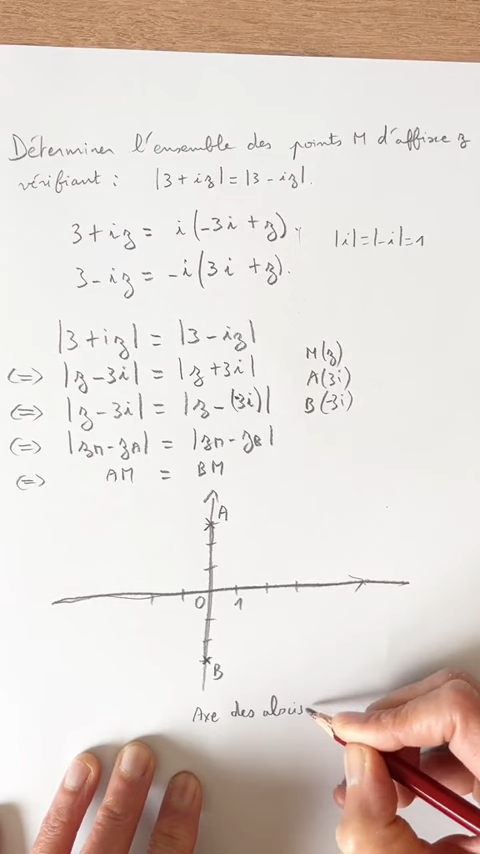 Déterminer l'ensemble des points M d'affixe z
vérifiant : |3 + iz| = |3 - iz|.
3 + iz = i(-3i + z).
3 - iz = -i(3i + z).
|i| = |-i| = 1
|3 + iz| = |3 - iz|
(=) |z - 3i| = |z + 3i|
(=) |z - 3i| = |z - (-3i)|
(=) |zM - zA| = |zM - zB|
(=) AM = BM
M(z)
A(3i)
B(-3i)
A
0 1
B
Axe des absciss